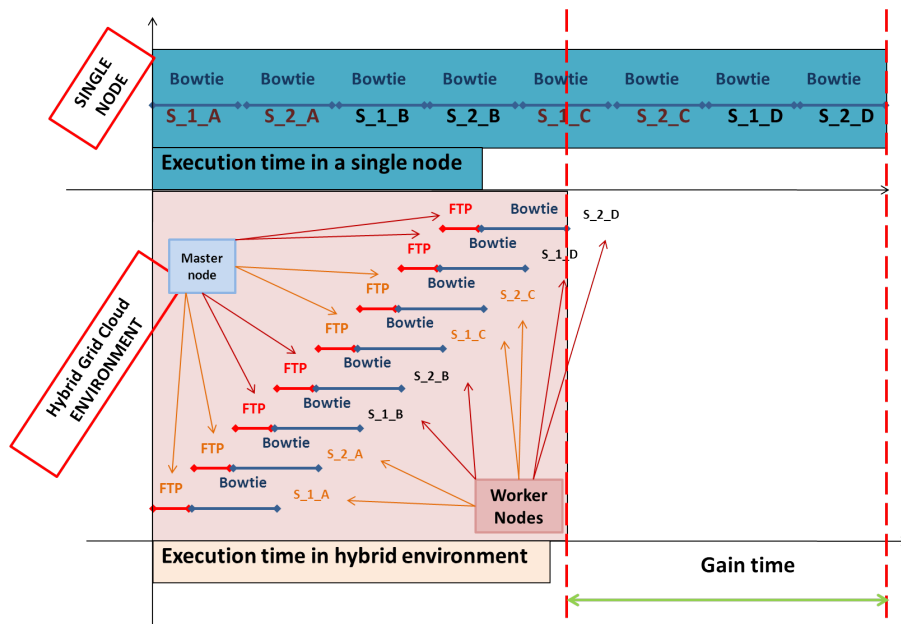 SINGLE
NODE
Bowtie Bowtie Bowtie Bowtie Bowtie Bowtie Bowtie Bowtie
S_1_A S_2_A S_1_B S_2_B S_1_C S_2_C S_1_D S_2_D
Execution time in a single node
Hybrid Grid Cloud
ENVIRONMENT
Master
node
FTP Bowtie S_2_D
FTP Bowtie S_1_D
FTP Bowtie S_2_C
FTP Bowtie S_1_C
FTP Bowtie S_2_B
FTP Bowtie S_1_B
FTP Bowtie S_2_A
FTP Bowtie S_1_A
Worker
Nodes
Execution time in hybrid environment
Gain time